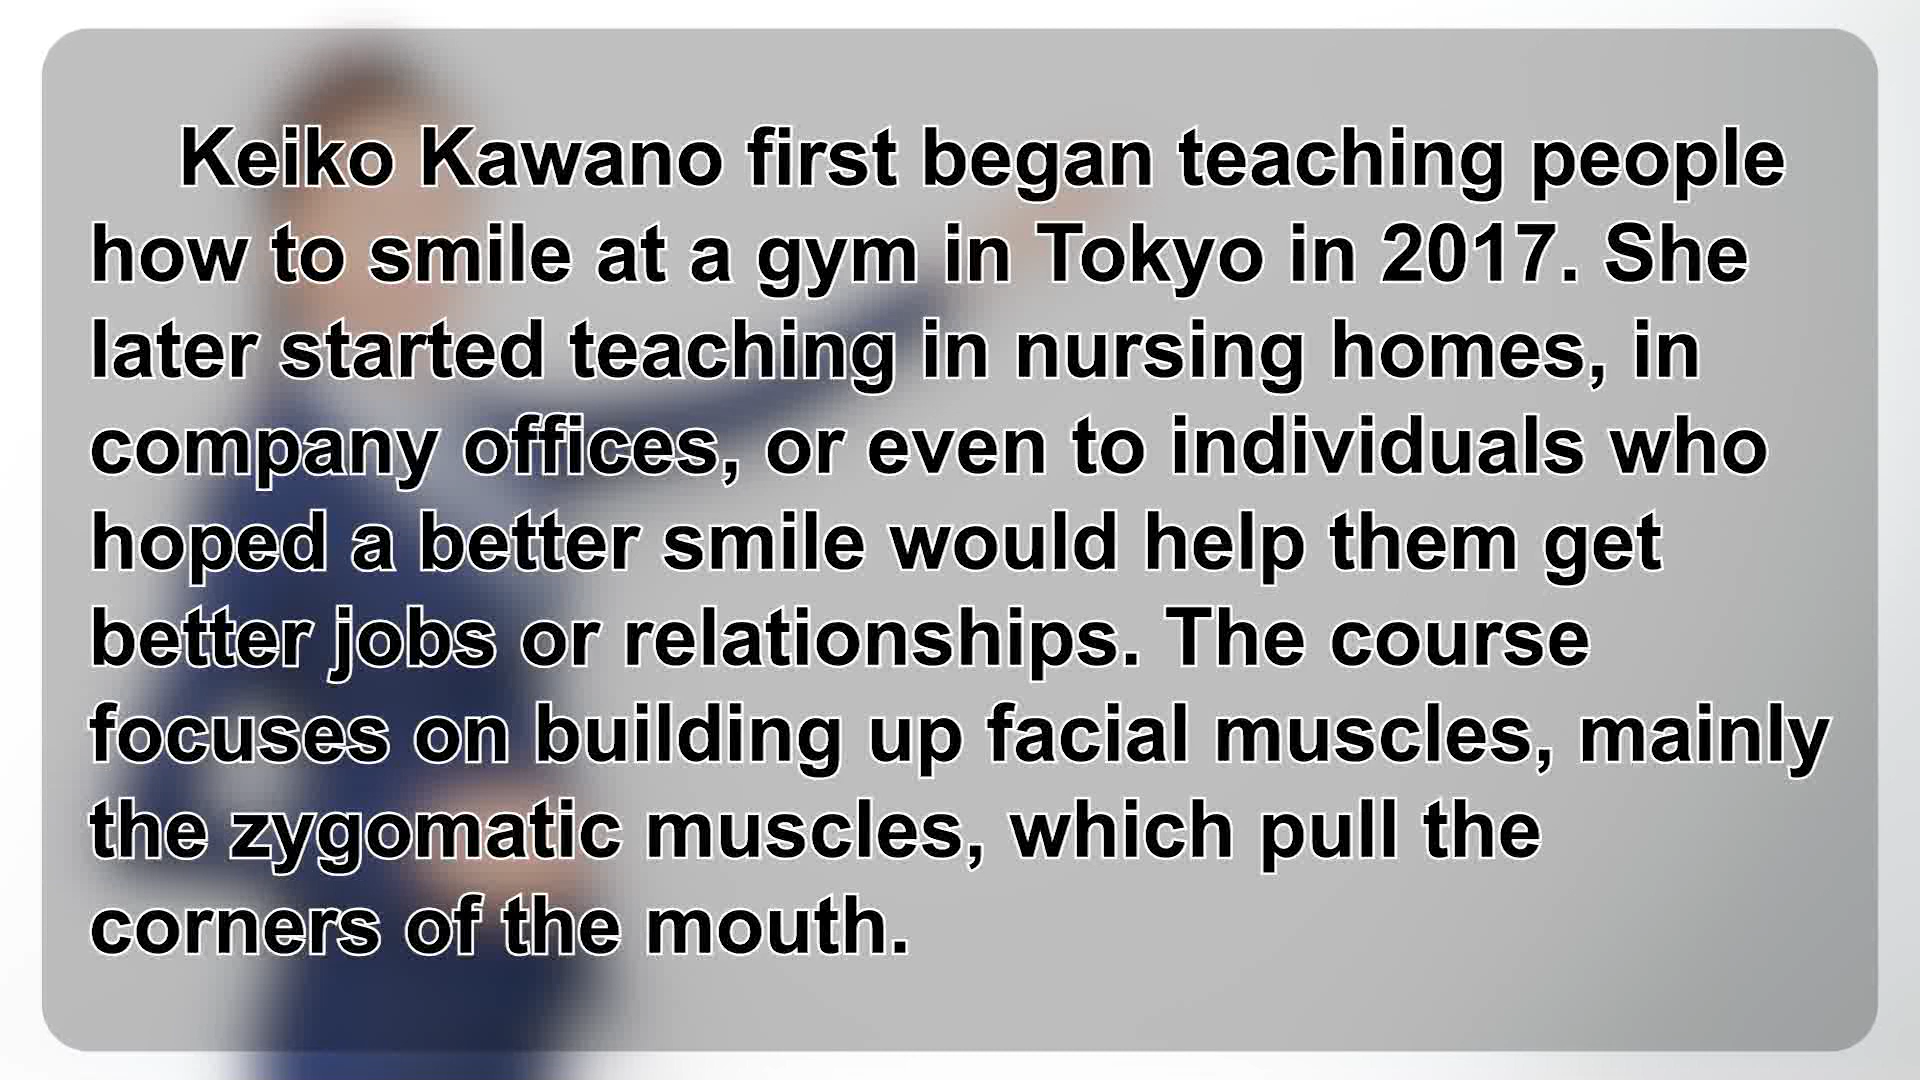 Keiko Kawano first began teaching people
how to smile at a gym in Tokyo in 2017. She
later started teaching in nursing homes, in
company offices, or even to individuals who
hoped a better smile would help them get
better jobs or relationships. The course
focuses on building up facial muscles, mainly
the zygomatic muscles, which pull the
corners of the mouth.